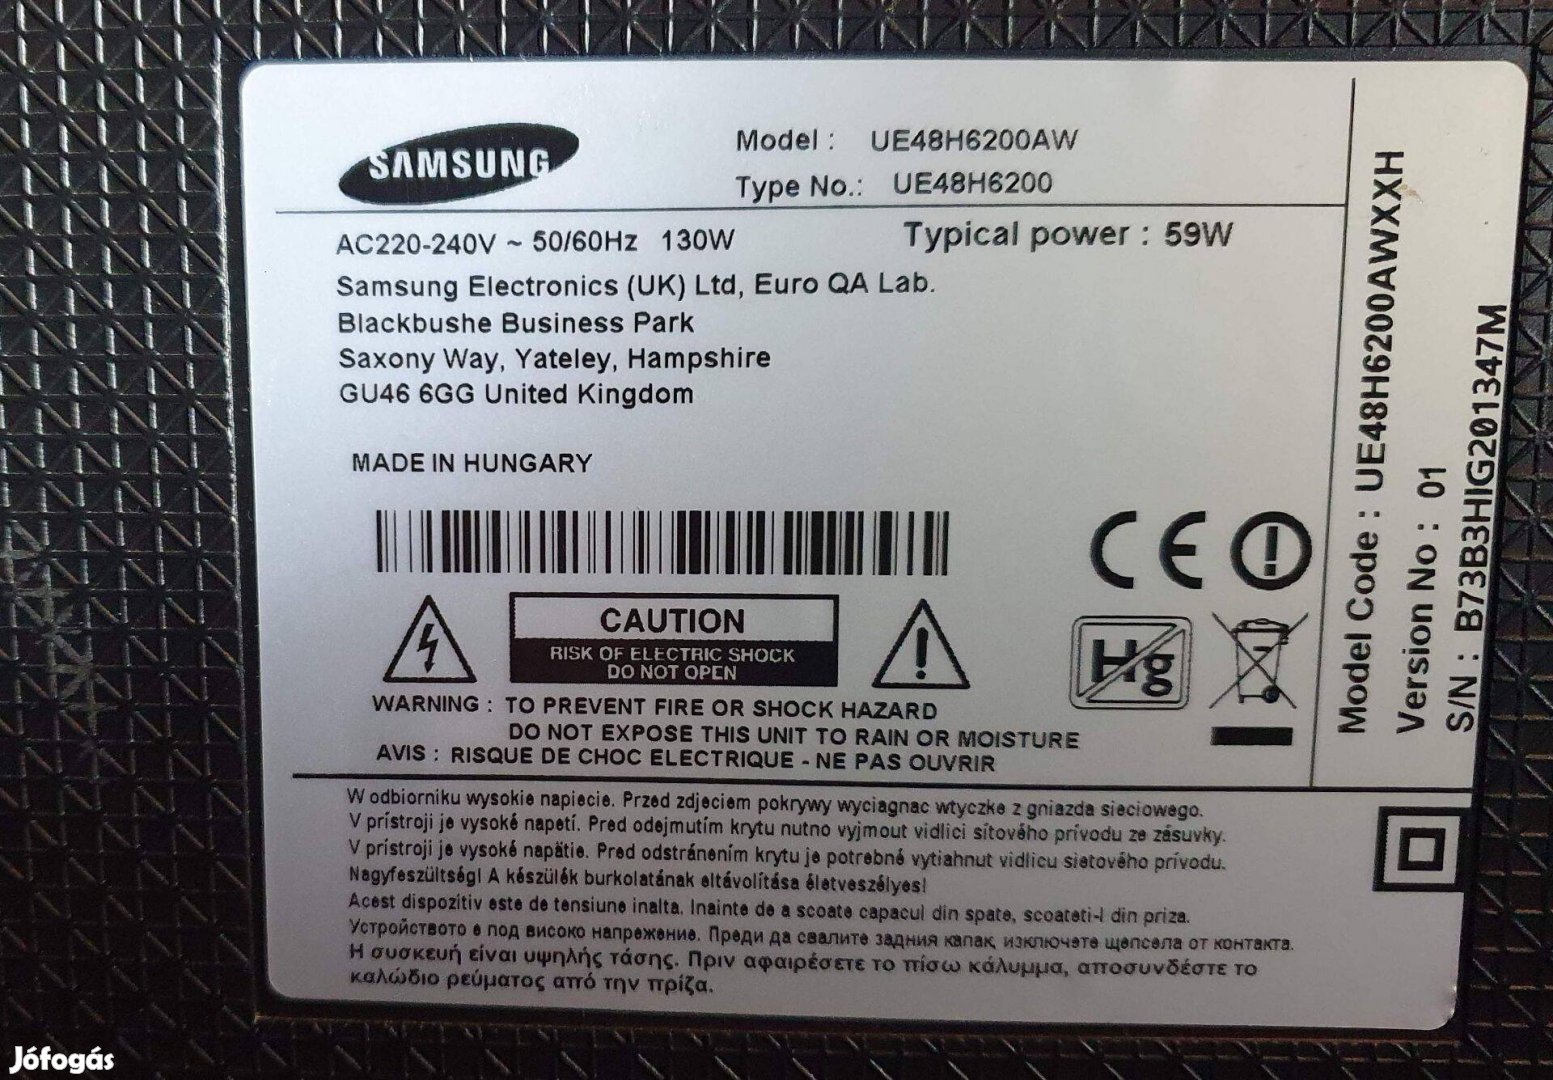 SAMSUNG
Model : UE48H6200AW
Type No.: UE48H6200
AC220-240V ~ 50/60Hz 130W
Typical power : 59W
Samsung Electronics (UK) Ltd, Euro QA Lab.
Blackbushe Business Park
Saxony Way, Yateley, Hampshire
GU46 6GG United Kingdom
MADE IN HUNGARY
CE
CAUTION
RISK OF ELECTRIC SHOCK
DO NOT OPEN
Hg
WARNING : TO PREVENT FIRE OR SHOCK HAZARD
DO NOT EXPOSE THIS UNIT TO RAIN OR MOISTURE
AVIS : RISQUE DE CHOC ELECTRIQUE - NE PAS OUVRIR
W odbiorniku wysokie napiecie. Przed zdjeciem pokrywy wyciagnac wtyczke z gniazda sieciowego.
V prístroji je vysoké napetí. Pred odejmutím krytu nutno vyjmout vidlici sítového prívodu ze zásuvky.
V prístroji je vysoké napätie. Pred odstránením krytu je potrebné vytiahnut vidlicu sietového prívodu.
Nagyfeszültség! A készülék burkolatának eltávolítása életveszélyes!
Acest dispozitiv este de tensiune inalta. Inainte de a scoate capacul din spate, scoateti-l din priza.
Устройството е под високо напрежение. Преди да свалите задния капак, изключете щепсела от контакта.
Η συσκευή είναι υψηλής τάσης. Πριν αφαιρέσετε το πίσω κάλυμμα, αποσυνδέστε το
καλώδιο ρεύματος από την πρίζα.
Model Code : UE48H6200AWXXH
Version No : 01
S/N : B73B3HIG201347M
Jófogás